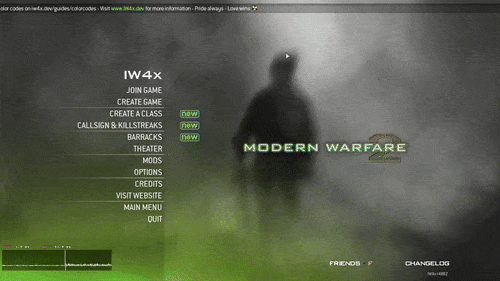 olor codes on iw4x.dev/guides/colorcodes - Visit www.iw4x.dev for more information - Pride always - Love wins
IW4x
JOIN GAME
CREATE GAME
CREATE A CLASS new
CALLSIGN & KILLSTREAKS new
BARRACKS new
THEATER
MODS
OPTIONS
CREDITS
VISIT WEBSITE
MAIN MENU
QUIT
MODERN WARFARE 2
FRIENDS F CHANGELOG